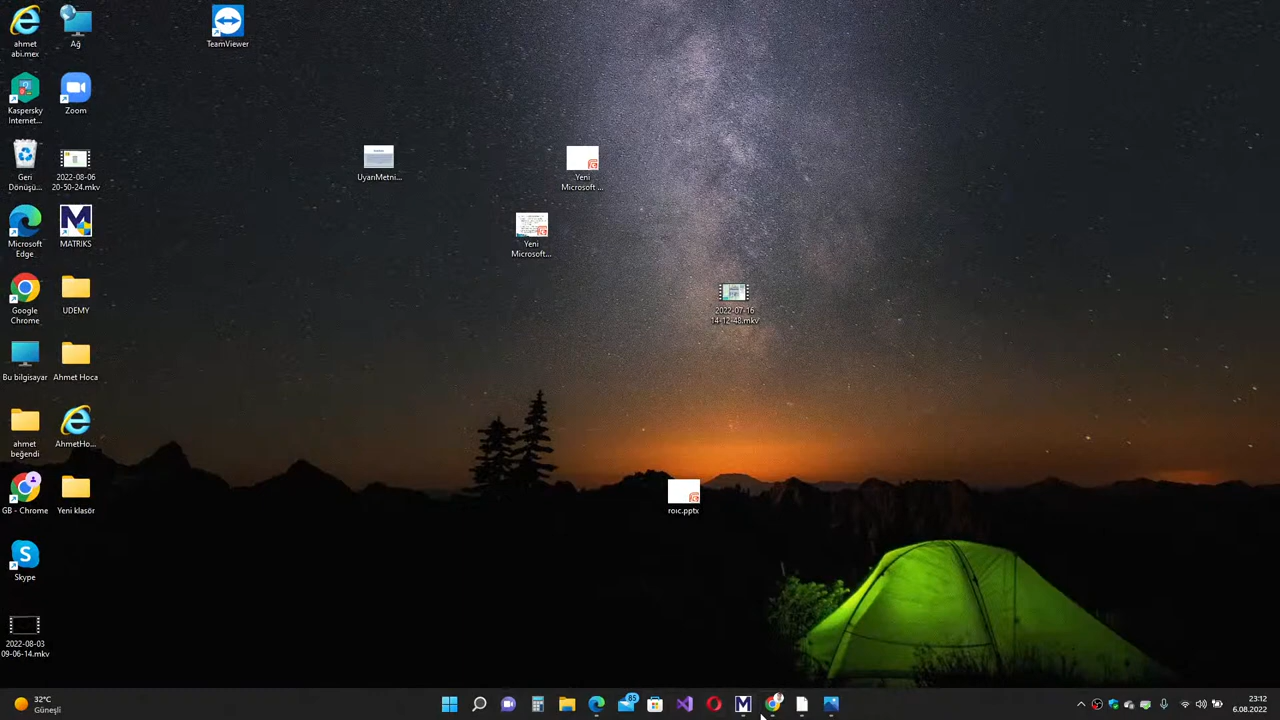 ahmet
abi.mex
Ağ
TeamViewer
Kaspersky
Internet...
Zoom
Geri
Dönüşü...
2022-08-06
20-50-24.mkv
UyarıMetni...
Yeni
Microsoft ...
Microsoft
Edge
MATRIKS
Yeni
Microsoft...
Google
Chrome
UDEMY
2022-07-16
14-12-48.mkv
Bu bilgisayar
Ahmet Hoca
ahmet
beğendi
AhmetHo...
GB - Chrome
Yeni klasör
roic.pptx
Skype
2022-08-03
09-06-14.mkv
32°C
Güneşli
85
23:12
6.08.2022